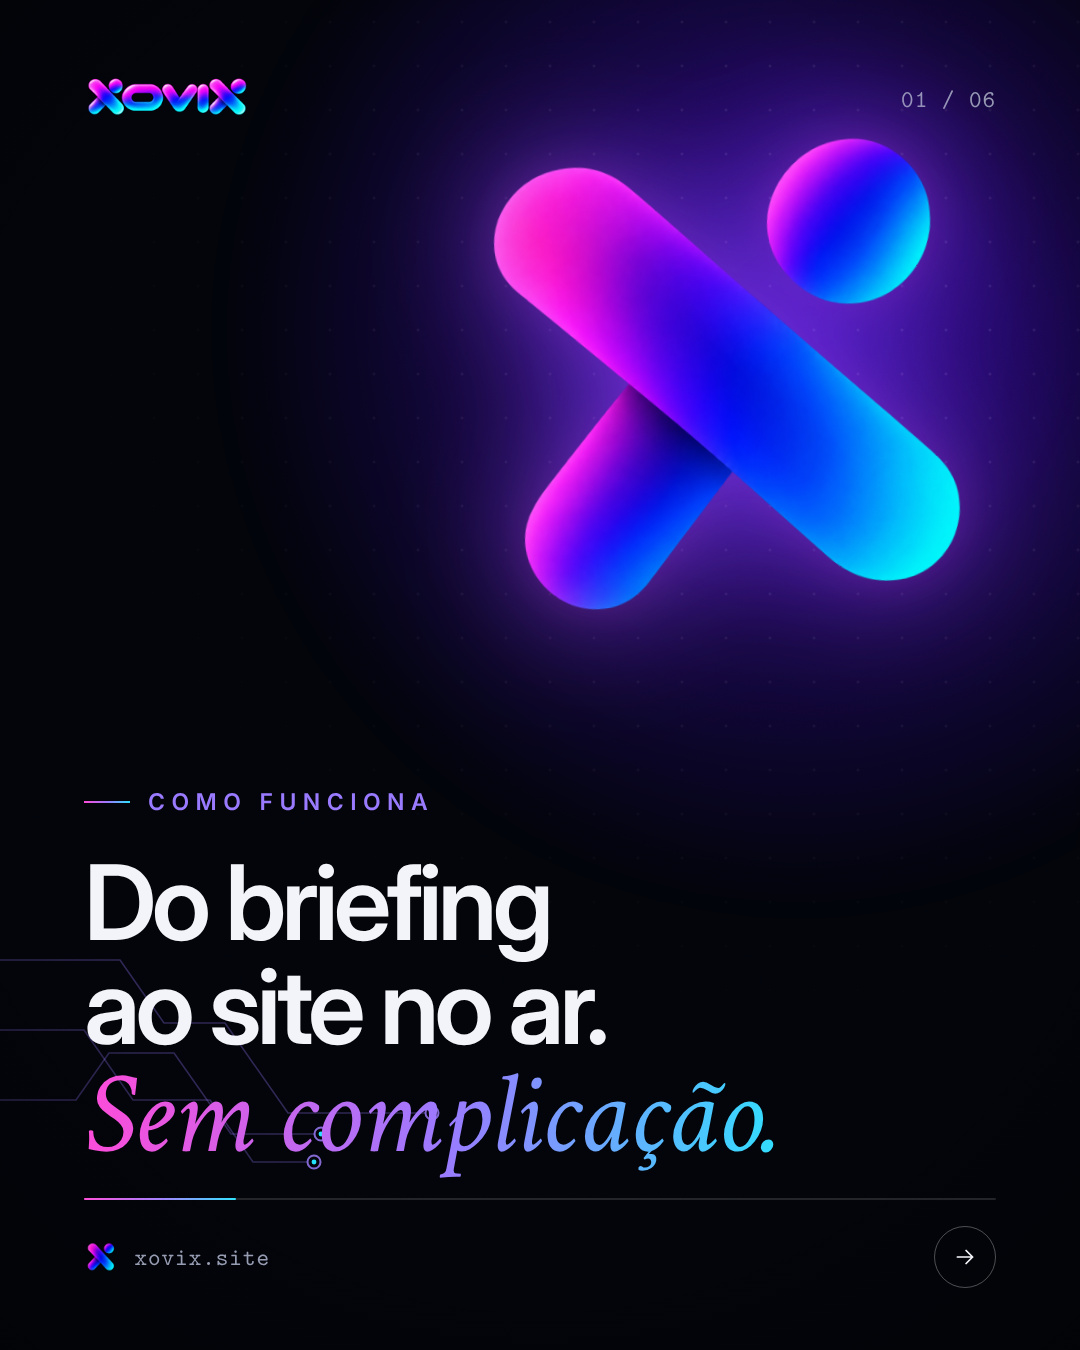 XOVIX
01 / 06
COMO FUNCIONA
Do briefing
ao site no ar.
Sem complicação.
xovix.site